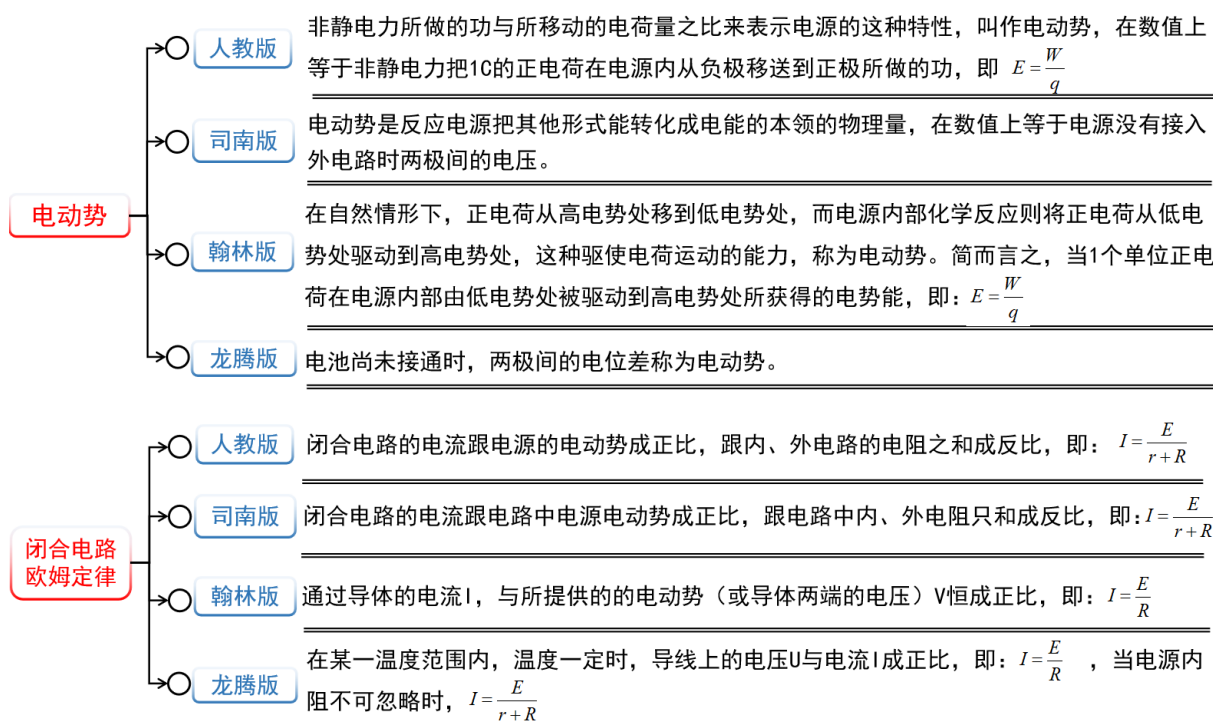 电动势
人教版
非静电力所做的功与所移动的电荷量之比来表示电源的这种特性，叫作电动势，在数值上
等于非静电力把1C的正电荷在电源内从负极移送到正极所做的功，即 E=W/q
司南版
电动势是反应电源把其他形式能转化成电能的本领的物理量，在数值上等于电源没有接入
外电路时两极间的电压。
翰林版
在自然情形下，正电荷从高电势处移到低电势处，而电源内部化学反应则将正电荷从低电
势处驱动到高电势处，这种驱使电荷运动的能力，称为电动势。简而言之，当1个单位正电
荷在电源内部由低电势处被驱动到高电势处所获得的电势能，即：E=W/q
龙腾版
电池尚未接通时，两极间的电位差称为电动势。
闭合电路
欧姆定律
人教版
闭合电路的电流跟电源的电动势成正比，跟内、外电路的电阻之和成反比，即： I=E/(r+R)
司南版
闭合电路的电流跟电路中电源电动势成正比，跟电路中内、外电阻只和成反比，即：I=E/(r+R)
翰林版
通过导体的电流I，与所提供的的电动势（或导体两端的电压）V恒成正比，即：I=E/R
龙腾版
在某一温度范围内，温度一定时，导线上的电压U与电流I成正比，即：I=E/R ，当电源内
阻不可忽略时，I=E/(r+R)